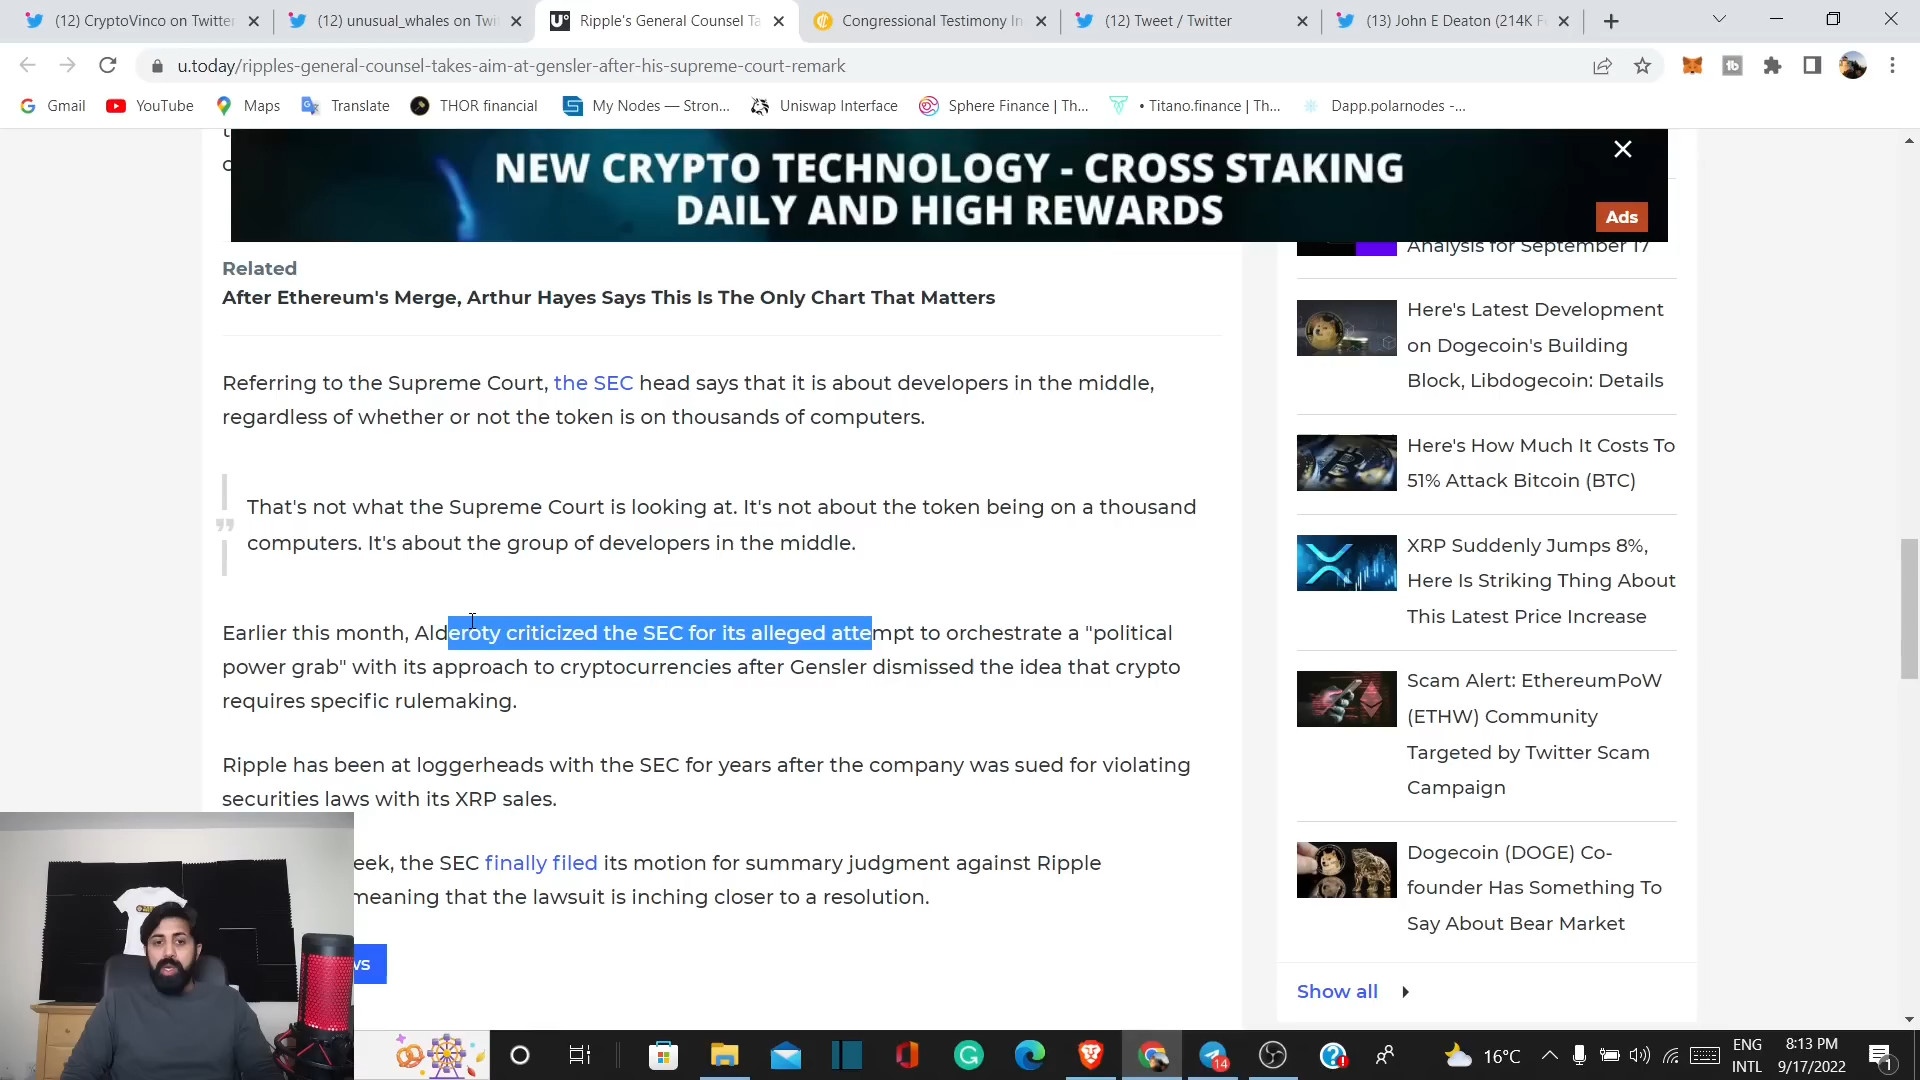 (12) CryptoVinco on Twitter
(12) unusual_whales on Twi
Ripple's General Counsel Ta
Congressional Testimony In
(12) Tweet / Twitter
(13) John E Deaton (214K Fo
u.today/ripples-general-counsel-takes-aim-at-gensler-after-his-supreme-court-remark
Gmail
YouTube
Maps
Translate
THOR financial
My Nodes — Stron...
Uniswap Interface
Sphere Finance | Th...
• Titano.finance | Th...
Dapp.polarnodes -...
NEW CRYPTO TECHNOLOGY - CROSS STAKING
DAILY AND HIGH REWARDS
Ads
Related
After Ethereum's Merge, Arthur Hayes Says This Is The Only Chart That Matters
Referring to the Supreme Court, the SEC head says that it is about developers in the middle,
regardless of whether or not the token is on thousands of computers.
That's not what the Supreme Court is looking at. It's not about the token being on a thousand
computers. It's about the group of developers in the middle.
Earlier this month, Alderoty criticized the SEC for its alleged attempt to orchestrate a "political
power grab" with its approach to cryptocurrencies after Gensler dismissed the idea that crypto
requires specific rulemaking.
Ripple has been at loggerheads with the SEC for years after the company was sued for violating
securities laws with its XRP sales.
eek, the SEC finally filed its motion for summary judgment against Ripple
meaning that the lawsuit is inching closer to a resolution.
ws
Analysis for September 17
Here's Latest Development
on Dogecoin's Building
Block, Libdogecoin: Details
Here's How Much It Costs To
51% Attack Bitcoin (BTC)
XRP Suddenly Jumps 8%,
Here Is Striking Thing About
This Latest Price Increase
Scam Alert: EthereumPoW
(ETHW) Community
Targeted by Twitter Scam
Campaign
Dogecoin (DOGE) Co-
founder Has Something To
Say About Bear Market
Show all
14
16°C
ENG
INTL
8:13 PM
9/17/2022
1